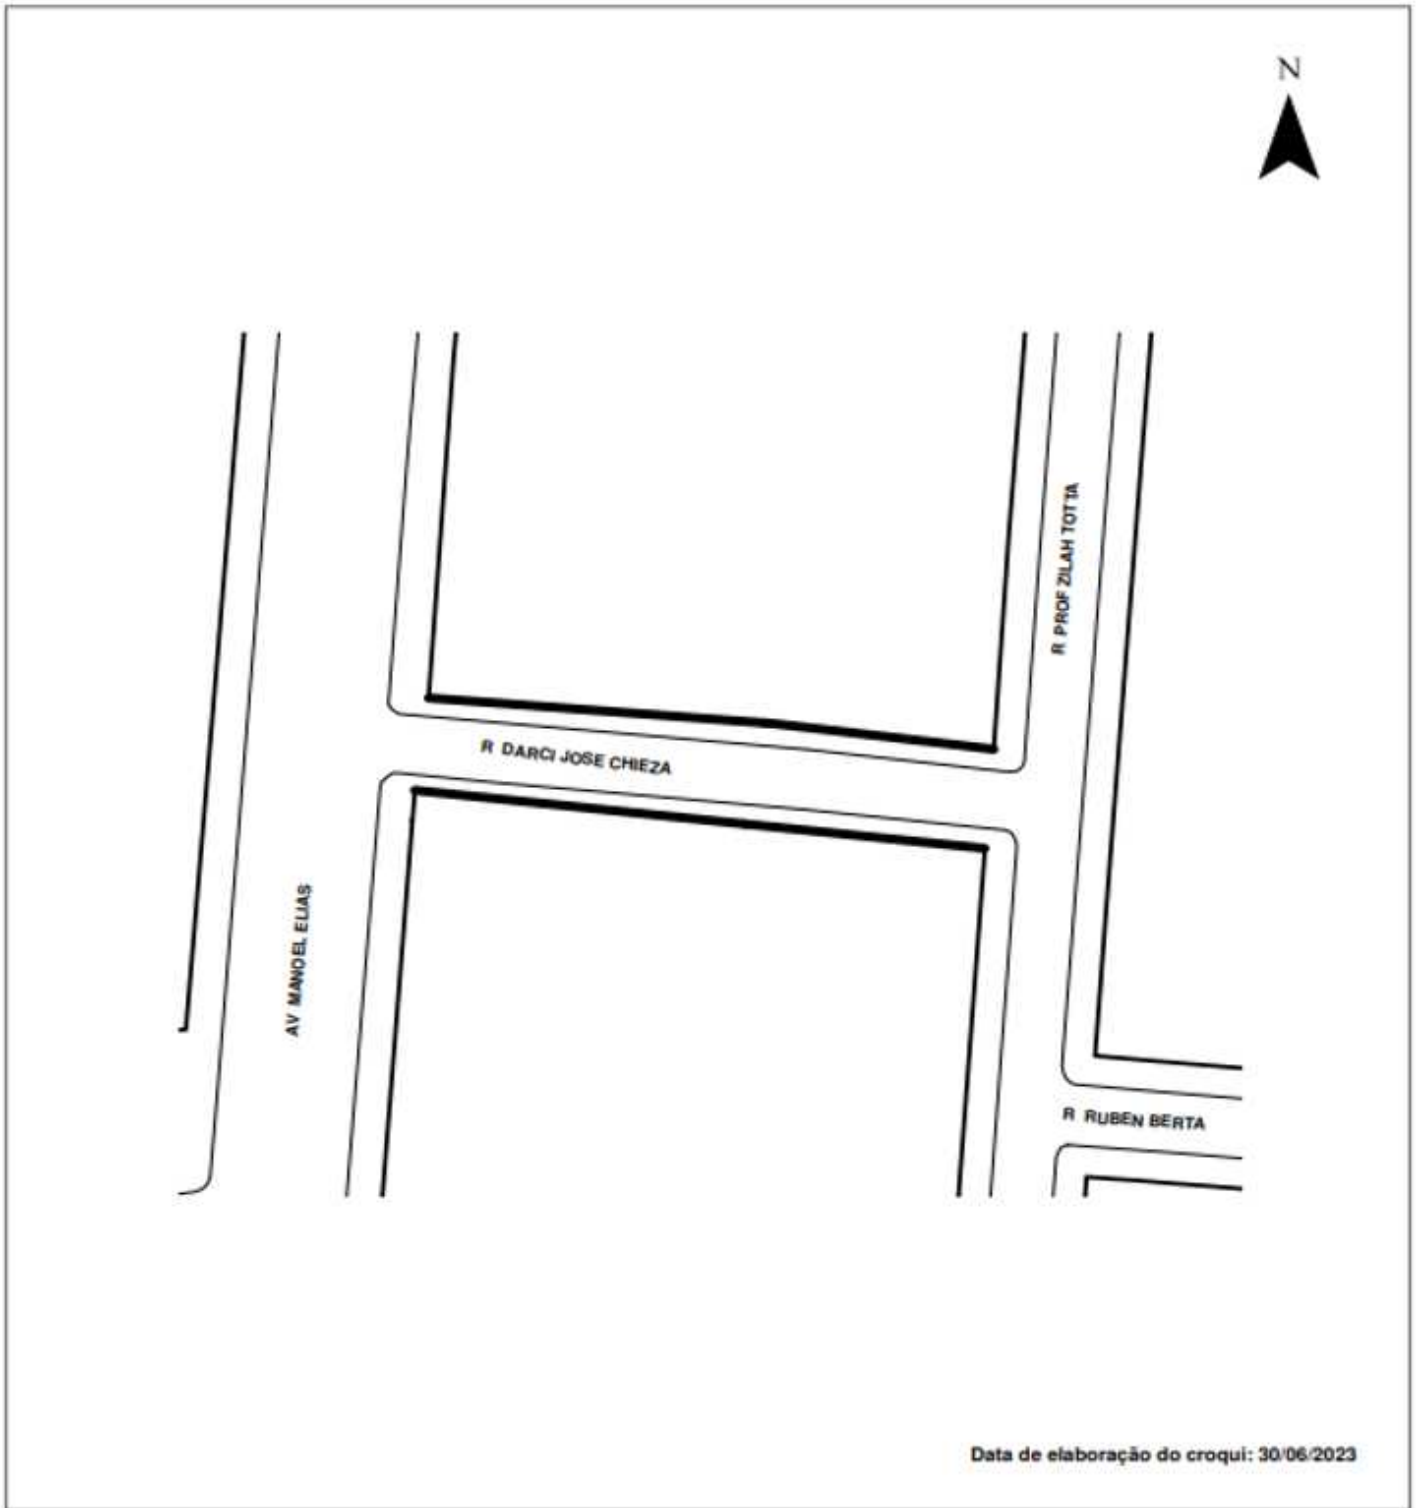 N
R PROF ZILAH TOTTA
R DARCI JOSE CHIEZA
AV MANOEL ELIAS
R RUBEN BERTA
Data de elaboração do croqui: 30/06/2023